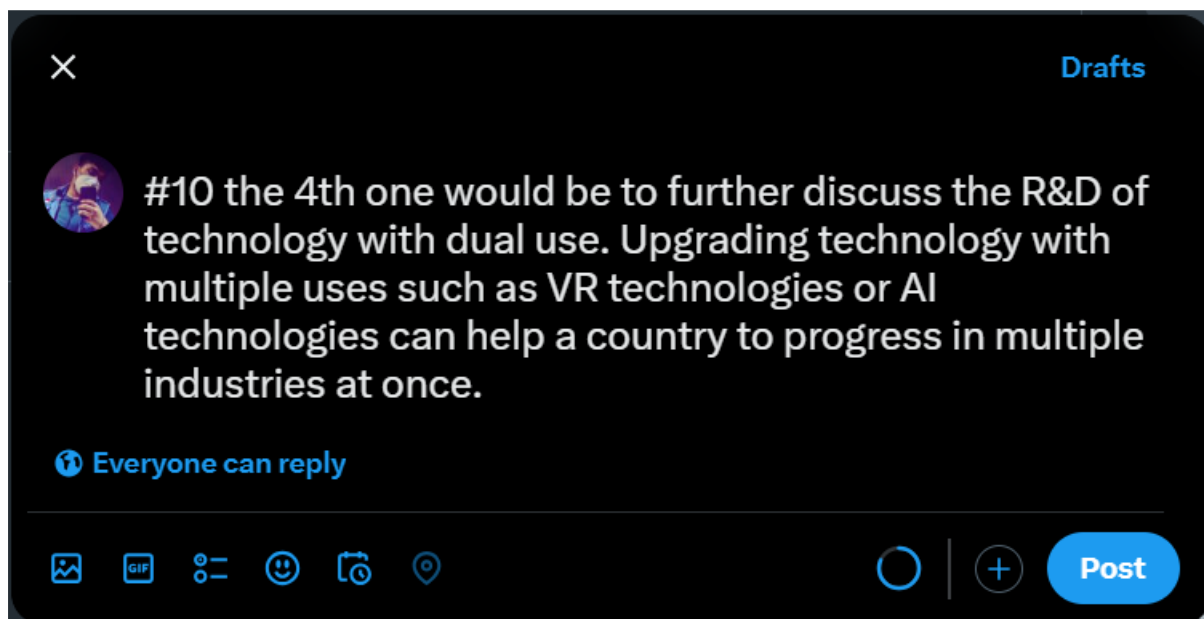 Drafts
#10 the 4th one would be to further discuss the R&D of
technology with dual use. Upgrading technology with
multiple uses such as VR technologies or AI
technologies can help a country to progress in multiple
industries at once.
Everyone can reply
GIF
Post